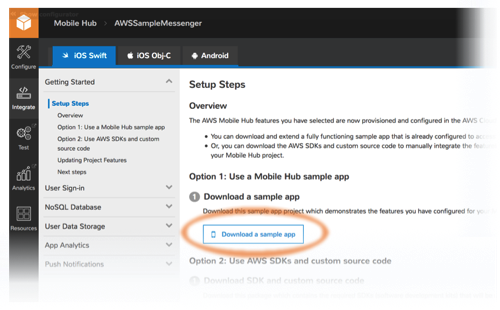 Mobile Hub > AWSSampleMessenger
iOS Swift
iOS Obj-C
Android
Configure
Integrate
Test
Analytics
Resources
Getting Started
Setup Steps
Overview
Option 1: Use a Mobile Hub sample app
Option 2: Use AWS SDKs and custom
source code
Updating Project Features
Next steps
User Sign-in
NoSQL Database
User Data Storage
App Analytics
Push Notifications
Setup Steps
Overview
The AWS Mobile Hub features you have selected are now provisioned and configured in the AWS
• You can download and extend a fully functioning sample app that is already configured to
• Or, you can download the AWS SDKs and custom source code to manually integrate the
your Mobile Hub project.
Option 1: Use a Mobile Hub sample app
1 Download a sample app
Download this sample app project which demonstrates the features you have configured for
Download a sample app
Option 2: Use AWS SDKs and custom source code
1 Download SDK and custom source code